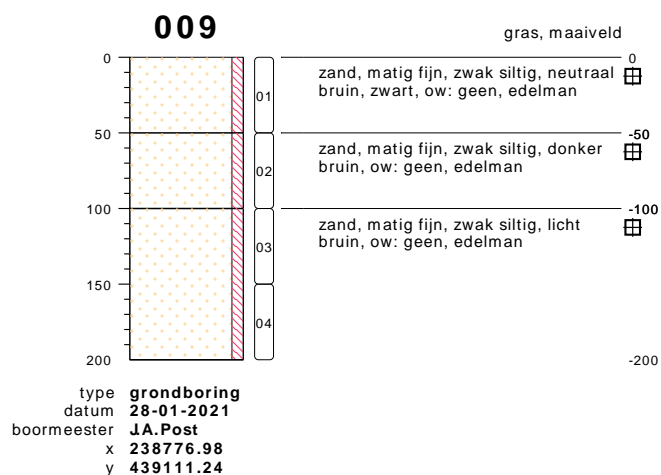 009
gras, maaiveld
0
0
zand, matig fijn, zwak siltig, neutraal
bruin, zwart, ow: geen, edelman
01
50
-50
zand, matig fijn, zwak siltig, donker
bruin, ow: geen, edelman
02
100
-100
zand, matig fijn, zwak siltig, licht
bruin, ow: geen, edelman
03
150
04
200
-200
type grondboring
datum 28-01-2021
boormeester J.A.Post
x 238776.98
y 439111.24